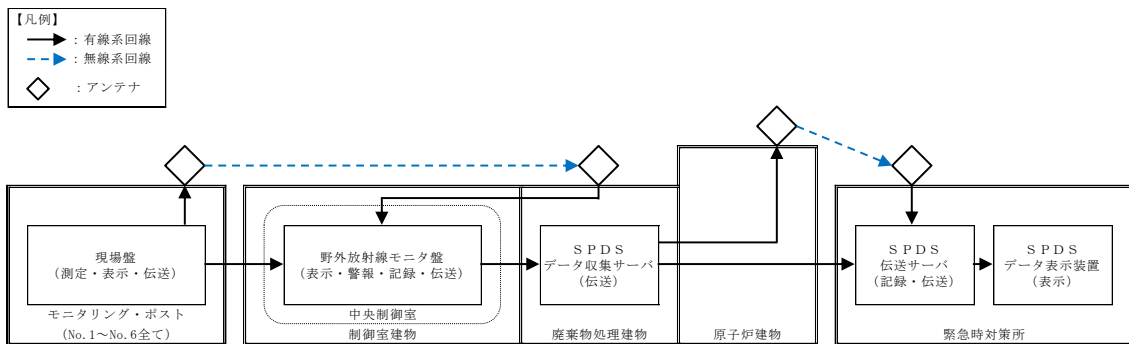 【凡例】
：有線系回線
：無線系回線
：アンテナ
現場盤
（測定・表示・伝送）
モニタリング・ポスト
（No.1～No.6全て）
野外放射線モニタ盤
（表示・警報・記録・伝送）
中央制御室
制御室建物
ＳＰＤＳ
データ収集サーバ
（伝送）
廃棄物処理建物
原子炉建物
ＳＰＤＳ
伝送サーバ
（記録・伝送）
ＳＰＤＳ
データ表示装置
（表示）
緊急時対策所